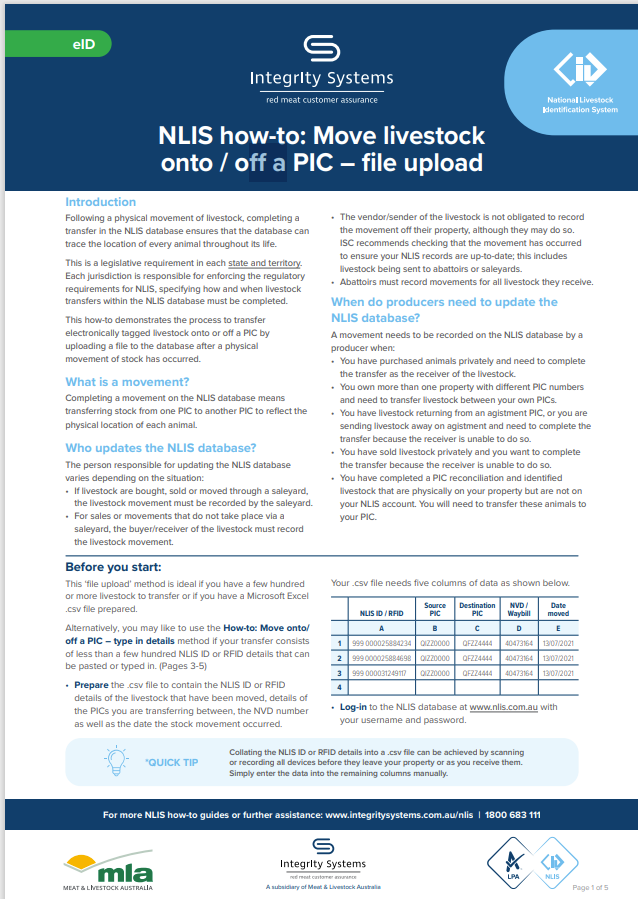 eID
Integrity Systems
red meat customer assurance
National Livestock
Identification System
NLIS how-to: Move livestock
onto / off a PIC – file upload
Introduction
Following a physical movement of livestock, completing a
transfer in the NLIS database ensures that the database can
trace the location of every animal throughout its life.
This is a legislative requirement in each state and territory.
Each jurisdiction is responsible for enforcing the regulatory
requirements for NLIS, specifying how and when livestock
transfers within the NLIS database must be completed.
This how-to demonstrates the process to transfer
electronically tagged livestock onto or off a PIC by
uploading a file to the database after a physical
movement of stock has occurred.
What is a movement?
Completing a movement on the NLIS database means
transferring stock from one PIC to another PIC to reflect the
physical location of each animal.
Who updates the NLIS database?
The person responsible for updating the NLIS database
varies depending on the situation:
• If livestock are bought, sold or moved through a saleyard,
the livestock movement must be recorded by the saleyard.
• For sales or movements that do not take place via a
saleyard, the buyer/receiver of the livestock must record
the livestock movement.
• The vendor/sender of the livestock is not obligated to record
the movement off their property, although they may do so.
ISC recommends checking that the movement has occurred
to ensure your NLIS records are up-to-date; this includes
livestock being sent to abattoirs or saleyards.
• Abattoirs must record movements for all livestock they receive.
When do producers need to update the
NLIS database?
A movement needs to be recorded on the NLIS database by a
producer when:
• You have purchased animals privately and need to complete
the transfer as the receiver of the livestock.
• You own more than one property with different PIC numbers
and need to transfer livestock between your own PICs.
• You have livestock returning from an agistment PIC, or you are
sending livestock away on agistment and need to complete the
transfer because the receiver is unable to do so.
• You have sold livestock privately and you want to complete
the transfer because the receiver is unable to do so.
• You have completed a PIC reconciliation and identified
livestock that are physically on your property but are not on
your NLIS account. You will need to transfer these animals to
your PIC.
Before you start:
This 'file upload' method is ideal if you have a few hundred
or more livestock to transfer or if you have a Microsoft Excel
.csv file prepared.
Alternatively, you may like to use the How-to: Move onto/
off a PIC – type in details method if your transfer consists
of less than a few hundred NLIS ID or RFID details that can
be pasted or typed in. (Pages 3-5)
• Prepare the .csv file to contain the NLIS ID or RFID
details of the livestock that have been moved, details of
the PICs you are transferring between, the NVD number
as well as the date the stock movement occurred.
Your .csv file needs five columns of data as shown below.
NLIS ID / RFID Source PIC Destination PIC NVD / Waybill Date moved
A B C D E
1 999 000025884234 QIZZ0000 QFZZ4444 40473164 13/07/2021
2 999 000025884698 QIZZ0000 QFZZ4444 40473164 13/07/2021
3 999 000031249117 QIZZ0000 QFZZ4444 40473164 13/07/2021
4
• Log-in to the NLIS database at www.nlis.com.au with
your username and password.
*QUICK TIP
Collating the NLIS ID or RFID details into a .csv file can be achieved by scanning
or recording all devices before they leave your property or as you receive them.
Simply enter the data into the remaining columns manually.
For more NLIS how-to guides or further assistance: www.integritysystems.com.au/nlis | 1800 683 111
mla
MEAT & LIVESTOCK AUSTRALIA
Integrity Systems
red meat customer assurance
A subsidiary of Meat & Livestock Australia
LPA
NLIS
Page 1 of 5